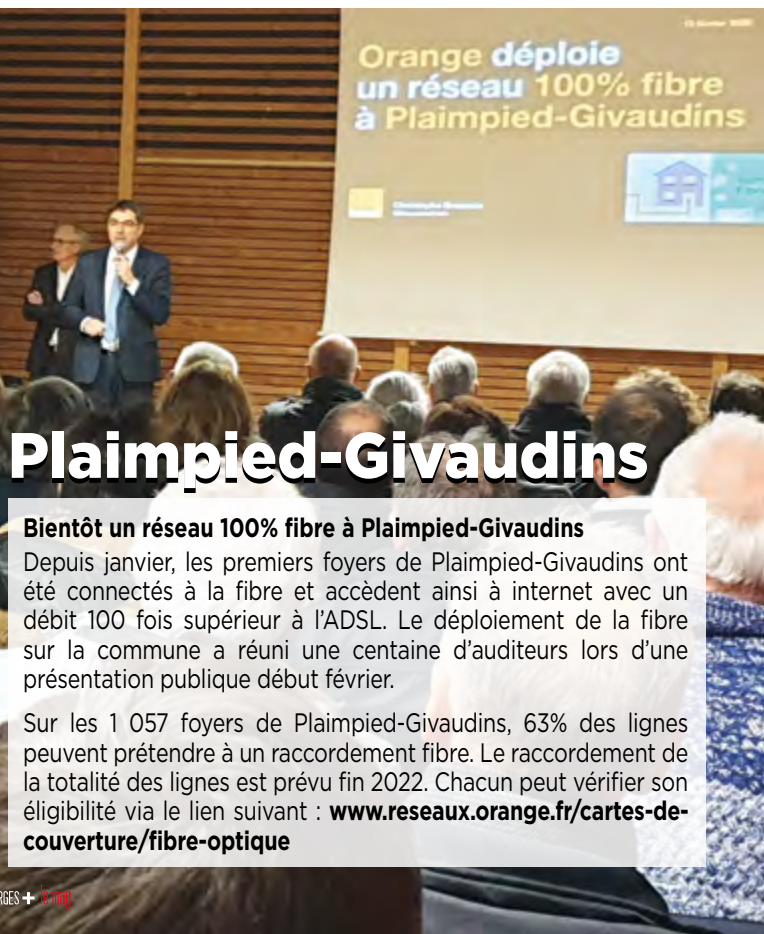 Orange déploie
un réseau 100% fibre
à Plaimpied-Givaudins
Plaimpied-Givaudins
Bientôt un réseau 100% fibre à Plaimpied-Givaudins
Depuis janvier, les premiers foyers de Plaimpied-Givaudins ont
été connectés à la fibre et accèdent ainsi à internet avec un
débit 100 fois supérieur à l’ADSL. Le déploiement de la fibre
sur la commune a réuni une centaine d’auditeurs lors d’une
présentation publique début février.
Sur les 1 057 foyers de Plaimpied-Givaudins, 63% des lignes
peuvent prétendre à un raccordement fibre. Le raccordement de
la totalité des lignes est prévu fin 2022. Chacun peut vérifier son
éligibilité via le lien suivant : www.reseaux.orange.fr/cartes-de-
couverture/fibre-optique
RGES +